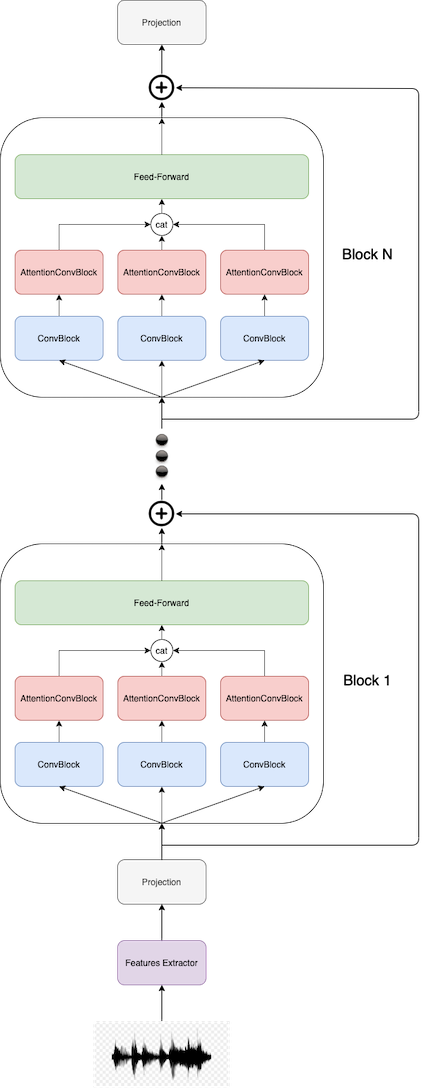 Projection
Feed-Forward
cat
AttentionConvBlock AttentionConvBlock AttentionConvBlock
Block N
ConvBlock ConvBlock ConvBlock
Feed-Forward
cat
Block 1
AttentionConvBlock AttentionConvBlock AttentionConvBlock
ConvBlock ConvBlock ConvBlock
Projection
Features Extractor